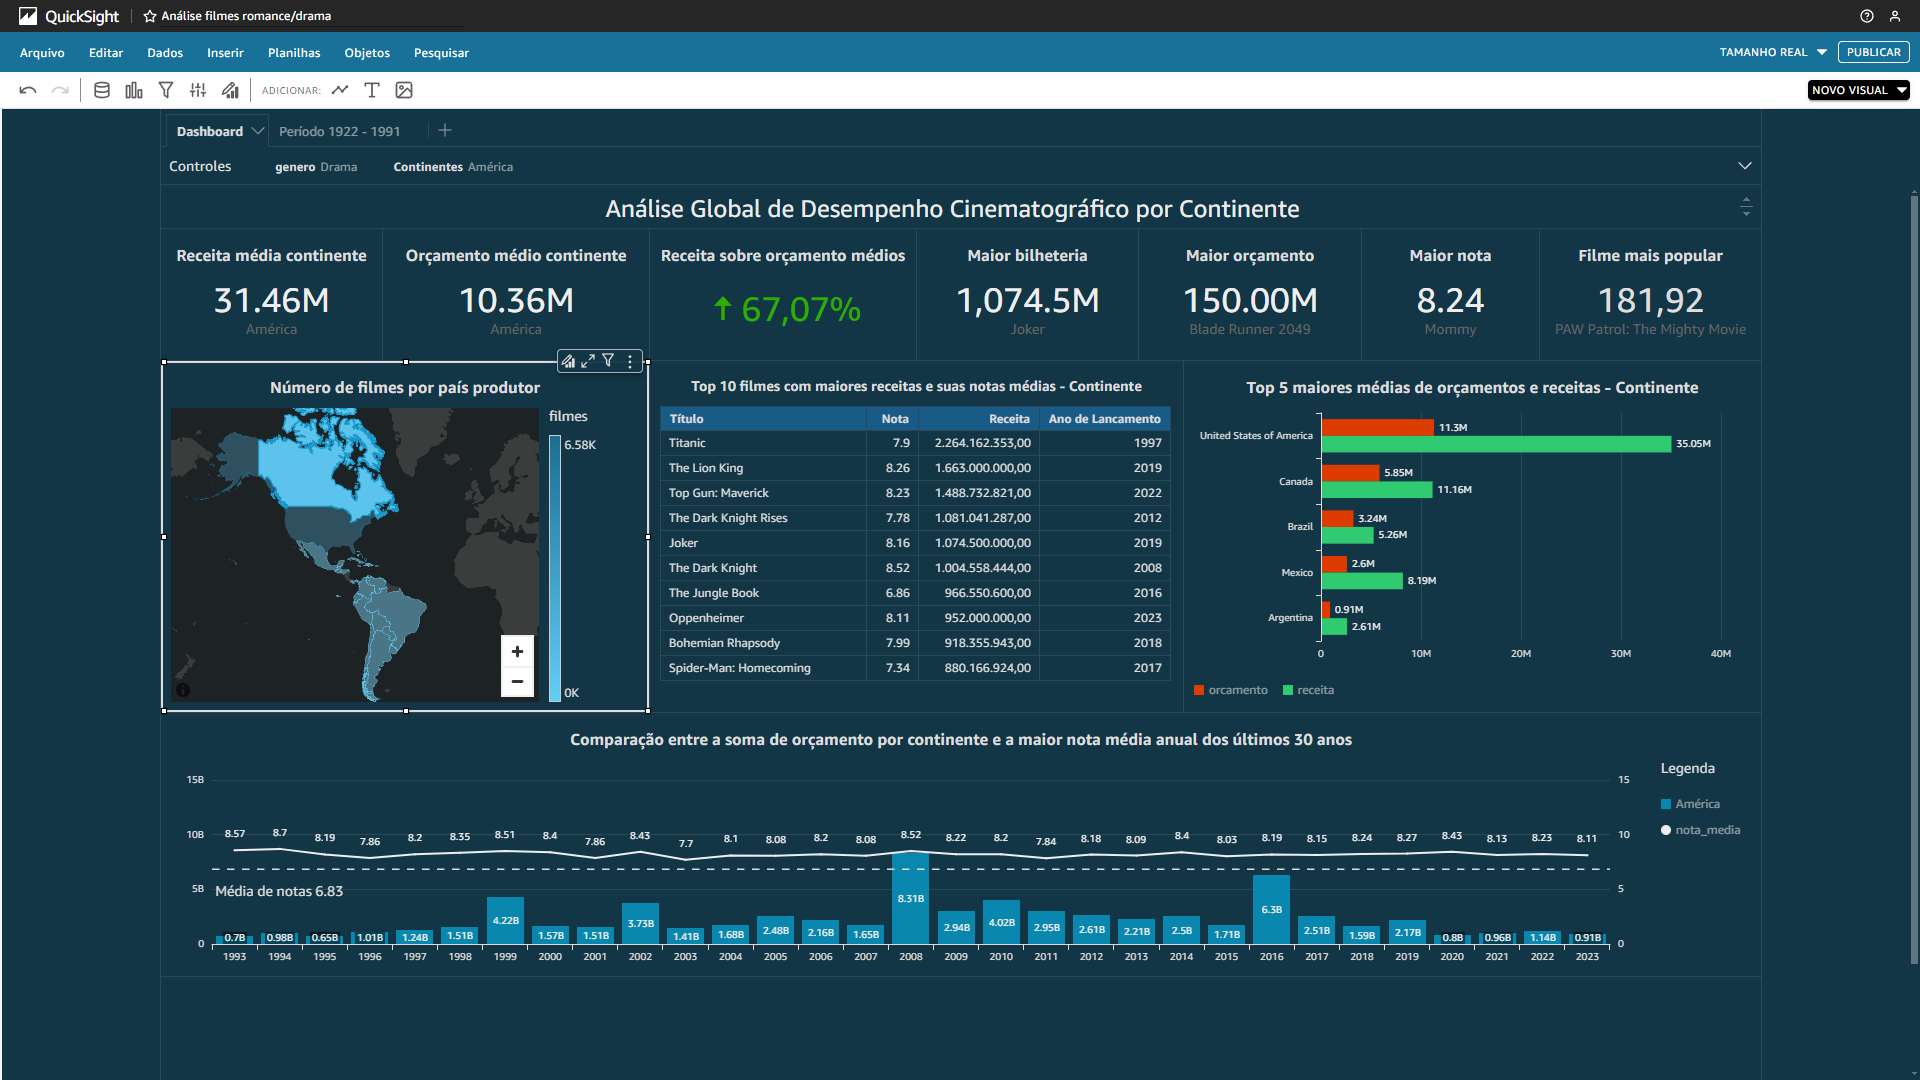 QuickSight
Análise filmes romance/drama
Arquivo Editar Dados Inserir Planilhas Objetos Pesquisar
TAMANHO REAL PUBLICAR
ADICIONAR:
NOVO VISUAL
Dashboard Período 1922 - 1991
Controles genero Drama Continentes América
Análise Global de Desempenho Cinematográfico por Continente
Receita média continente
31.46M
América
Orçamento médio continente
10.36M
América
Receita sobre orçamento médios
67,07%
Maior bilheteria
1,074.5M
Joker
Maior orçamento
150.00M
Blade Runner 2049
Maior nota
8.24
Mommy
Filme mais popular
181,92
PAW Patrol: The Mighty Movie
Número de filmes por país produtor
filmes
6.58K
0K
Top 10 filmes com maiores receitas e suas notas médias - Continente
Título Nota Receita Ano de Lancamento
Titanic 7.9 2.264.162.353,00 1997
The Lion King 8.26 1.663.000.000,00 2019
Top Gun: Maverick 8.23 1.488.732.821,00 2022
The Dark Knight Rises 7.78 1.081.041.287,00 2012
Joker 8.16 1.074.500.000,00 2019
The Dark Knight 8.52 1.004.558.444,00 2008
The Jungle Book 6.86 966.550.600,00 2016
Oppenheimer 8.11 952.000.000,00 2023
Bohemian Rhapsody 7.99 918.355.943,00 2018
Spider-Man: Homecoming 7.34 880.166.924,00 2017
Top 5 maiores médias de orçamentos e receitas - Continente
United States of America 11.3M 35.05M
Canada 5.85M 11.16M
Brazil 3.24M 5.26M
Mexico 2.6M 8.19M
Argentina 0.91M 2.61M
0 10M 20M 30M 40M
orcamento receita
Comparação entre a soma de orçamento por continente e a maior nota média anual dos últimos 30 anos
15B 15
10B 10
5B 5
0 0
8.57 8.7 8.19 7.86 8.2 8.35 8.51 8.4 7.86 8.43 7.7 8.1 8.08 8.2 8.08 8.52 8.22 8.2 7.84 8.18 8.09 8.4 8.03 8.19 8.15 8.24 8.27 8.43 8.13 8.23 8.11
Média de notas 6.83
0.7B 0.98B 0.65B 1.01B 1.24B 1.51B 4.22B 1.57B 1.51B 3.73B 1.41B 1.68B 2.48B 2.16B 1.65B 8.31B 2.94B 4.02B 2.95B 2.61B 2.21B 2.5B 1.71B 6.3B 2.51B 1.59B 2.17B 0.8B 0.96B 1.14B 0.91B
1993 1994 1995 1996 1997 1998 1999 2000 2001 2002 2003 2004 2005 2006 2007 2008 2009 2010 2011 2012 2013 2014 2015 2016 2017 2018 2019 2020 2021 2022 2023
Legenda
América
nota_media